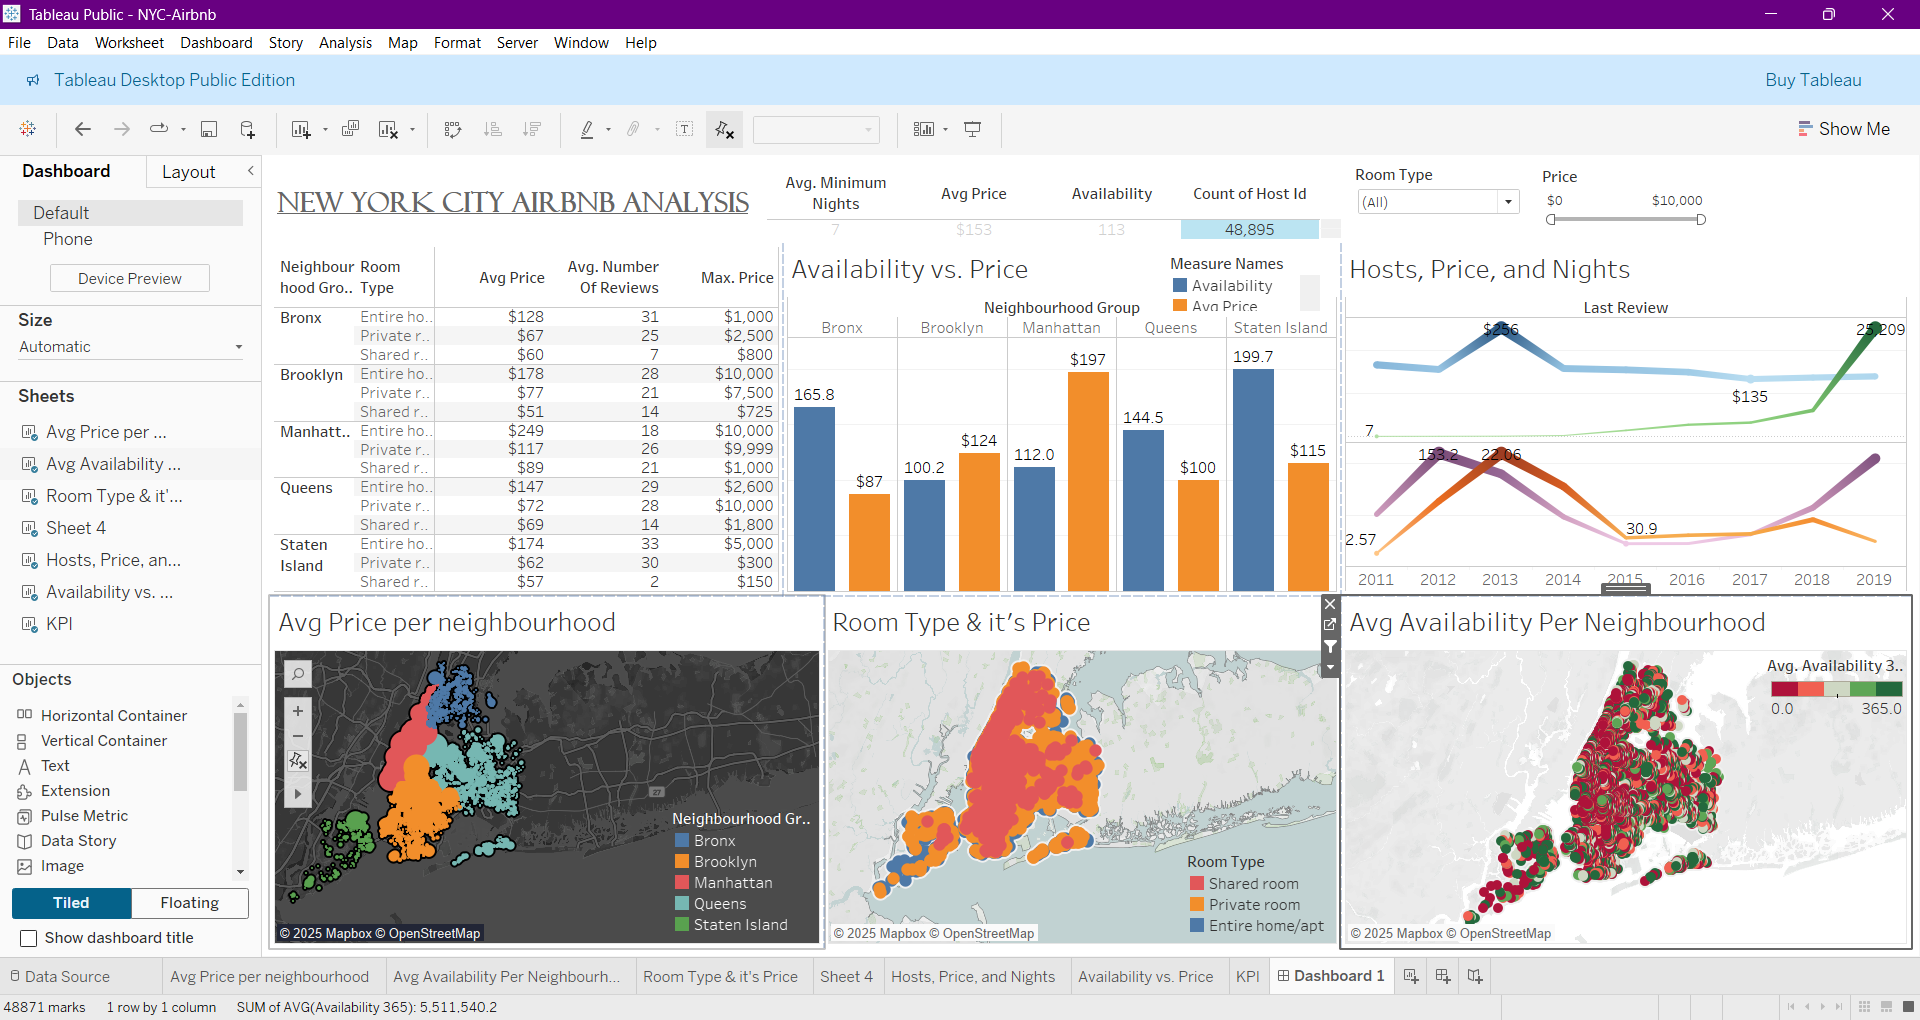 Tableau Public - NYC-Airbnb
File Data Worksheet Dashboard Story Analysis Map Format Server Window Help
Tableau Desktop Public Edition
Buy Tableau
Show Me
Dashboard Layout
Default
Phone
Device Preview
Size
Automatic
Sheets
Avg Price per ...
Avg Availability ...
Room Type & it'...
Sheet 4
Hosts, Price, an...
Availability vs. ...
KPI
Objects
Horizontal Container
Vertical Container
Text
Extension
Pulse Metric
Data Story
Image
Tiled Floating
Show dashboard title
NEW YORK CITY AIRBNB ANALYSIS
Avg. Minimum Nights Avg Price Availability Count of Host Id
7 $153 113 48,895
Room Type
(All)
Price
$0 $10,000
Neighbour hood Gro.. Room Type Avg Price Avg. Number Of Reviews Max. Price
Bronx Entire ho.. $128 31 $1,000
Private r.. $67 25 $2,500
Shared r.. $60 7 $800
Brooklyn Entire ho.. $178 28 $10,000
Private r.. $77 21 $7,500
Shared r.. $51 14 $725
Manhatt.. Entire ho.. $249 18 $10,000
Private r.. $117 26 $9,999
Shared r.. $89 21 $1,000
Queens Entire ho.. $147 29 $2,600
Private r.. $72 28 $10,000
Shared r.. $69 14 $1,800
Staten Island Entire ho.. $174 33 $5,000
Private r.. $62 30 $300
Shared r.. $57 2 $150
Availability vs. Price
Measure Names
Availability
Avg Price
Neighbourhood Group
Bronx Brooklyn Manhattan Queens Staten Island
165.8 $87 100.2 $124 112.0 $197 144.5 $100 199.7 $115
Hosts, Price, and Nights
Last Review
$256 25,209
$135
7
153.2 22.06
30.9
2.57
2011 2012 2013 2014 2015 2016 2017 2018 2019
Avg Price per neighbourhood
27
Neighbourhood Gr..
Bronx
Brooklyn
Manhattan
Queens
Staten Island
© 2025 Mapbox © OpenStreetMap
Room Type & it's Price
Room Type
Shared room
Private room
Entire home/apt
© 2025 Mapbox © OpenStreetMap
Avg Availability Per Neighbourhood
Avg. Availability 3..
0.0 365.0
© 2025 Mapbox © OpenStreetMap
Data Source Avg Price per neighbourhood Avg Availability Per Neighbourh... Room Type & it's Price Sheet 4 Hosts, Price, and Nights Availability vs. Price KPI Dashboard 1
48871 marks 1 row by 1 column SUM of AVG(Availability 365): 5,511,540.2